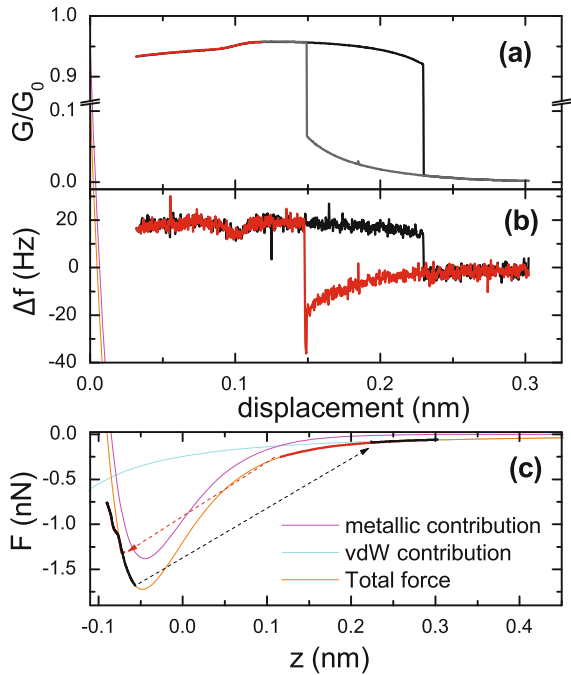 1.0
(a)
0.9
G/G0
0.1
0.0
20
(b)
0
Δf (Hz)
-20
-40
0.0 0.1 0.2 0.3
displacement (nm)
0.0
(c)
-0.5
F (nN)
-1.0
metallic contribution
vdW contribution
-1.5
Total force
-0.1 0.0 0.1 0.2 0.3 0.4
z (nm)